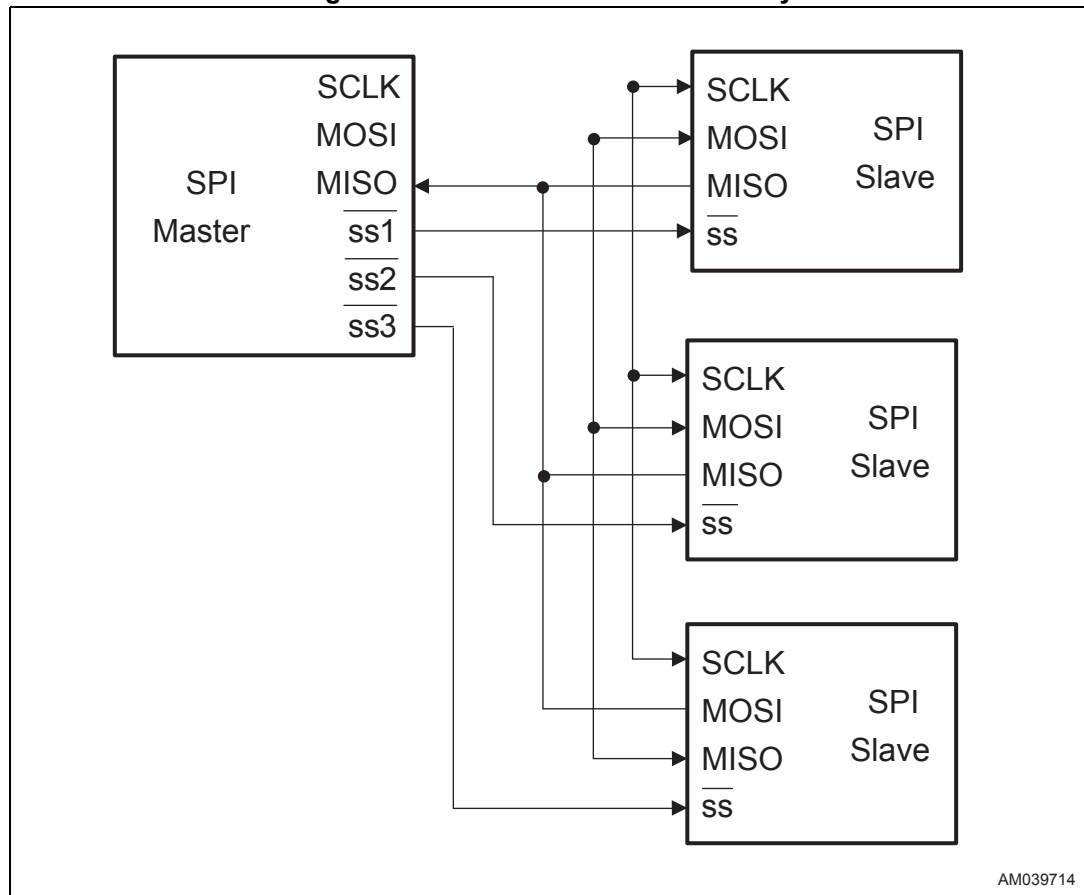 SCLK
MOSI
SPI MISO
Master ss1
ss2
ss3
SCLK
SPI
MOSI
Slave
MISO
ss
SCLK
SPI
MOSI
Slave
MISO
ss
SCLK
SPI
MOSI
Slave
MISO
ss
AM039714